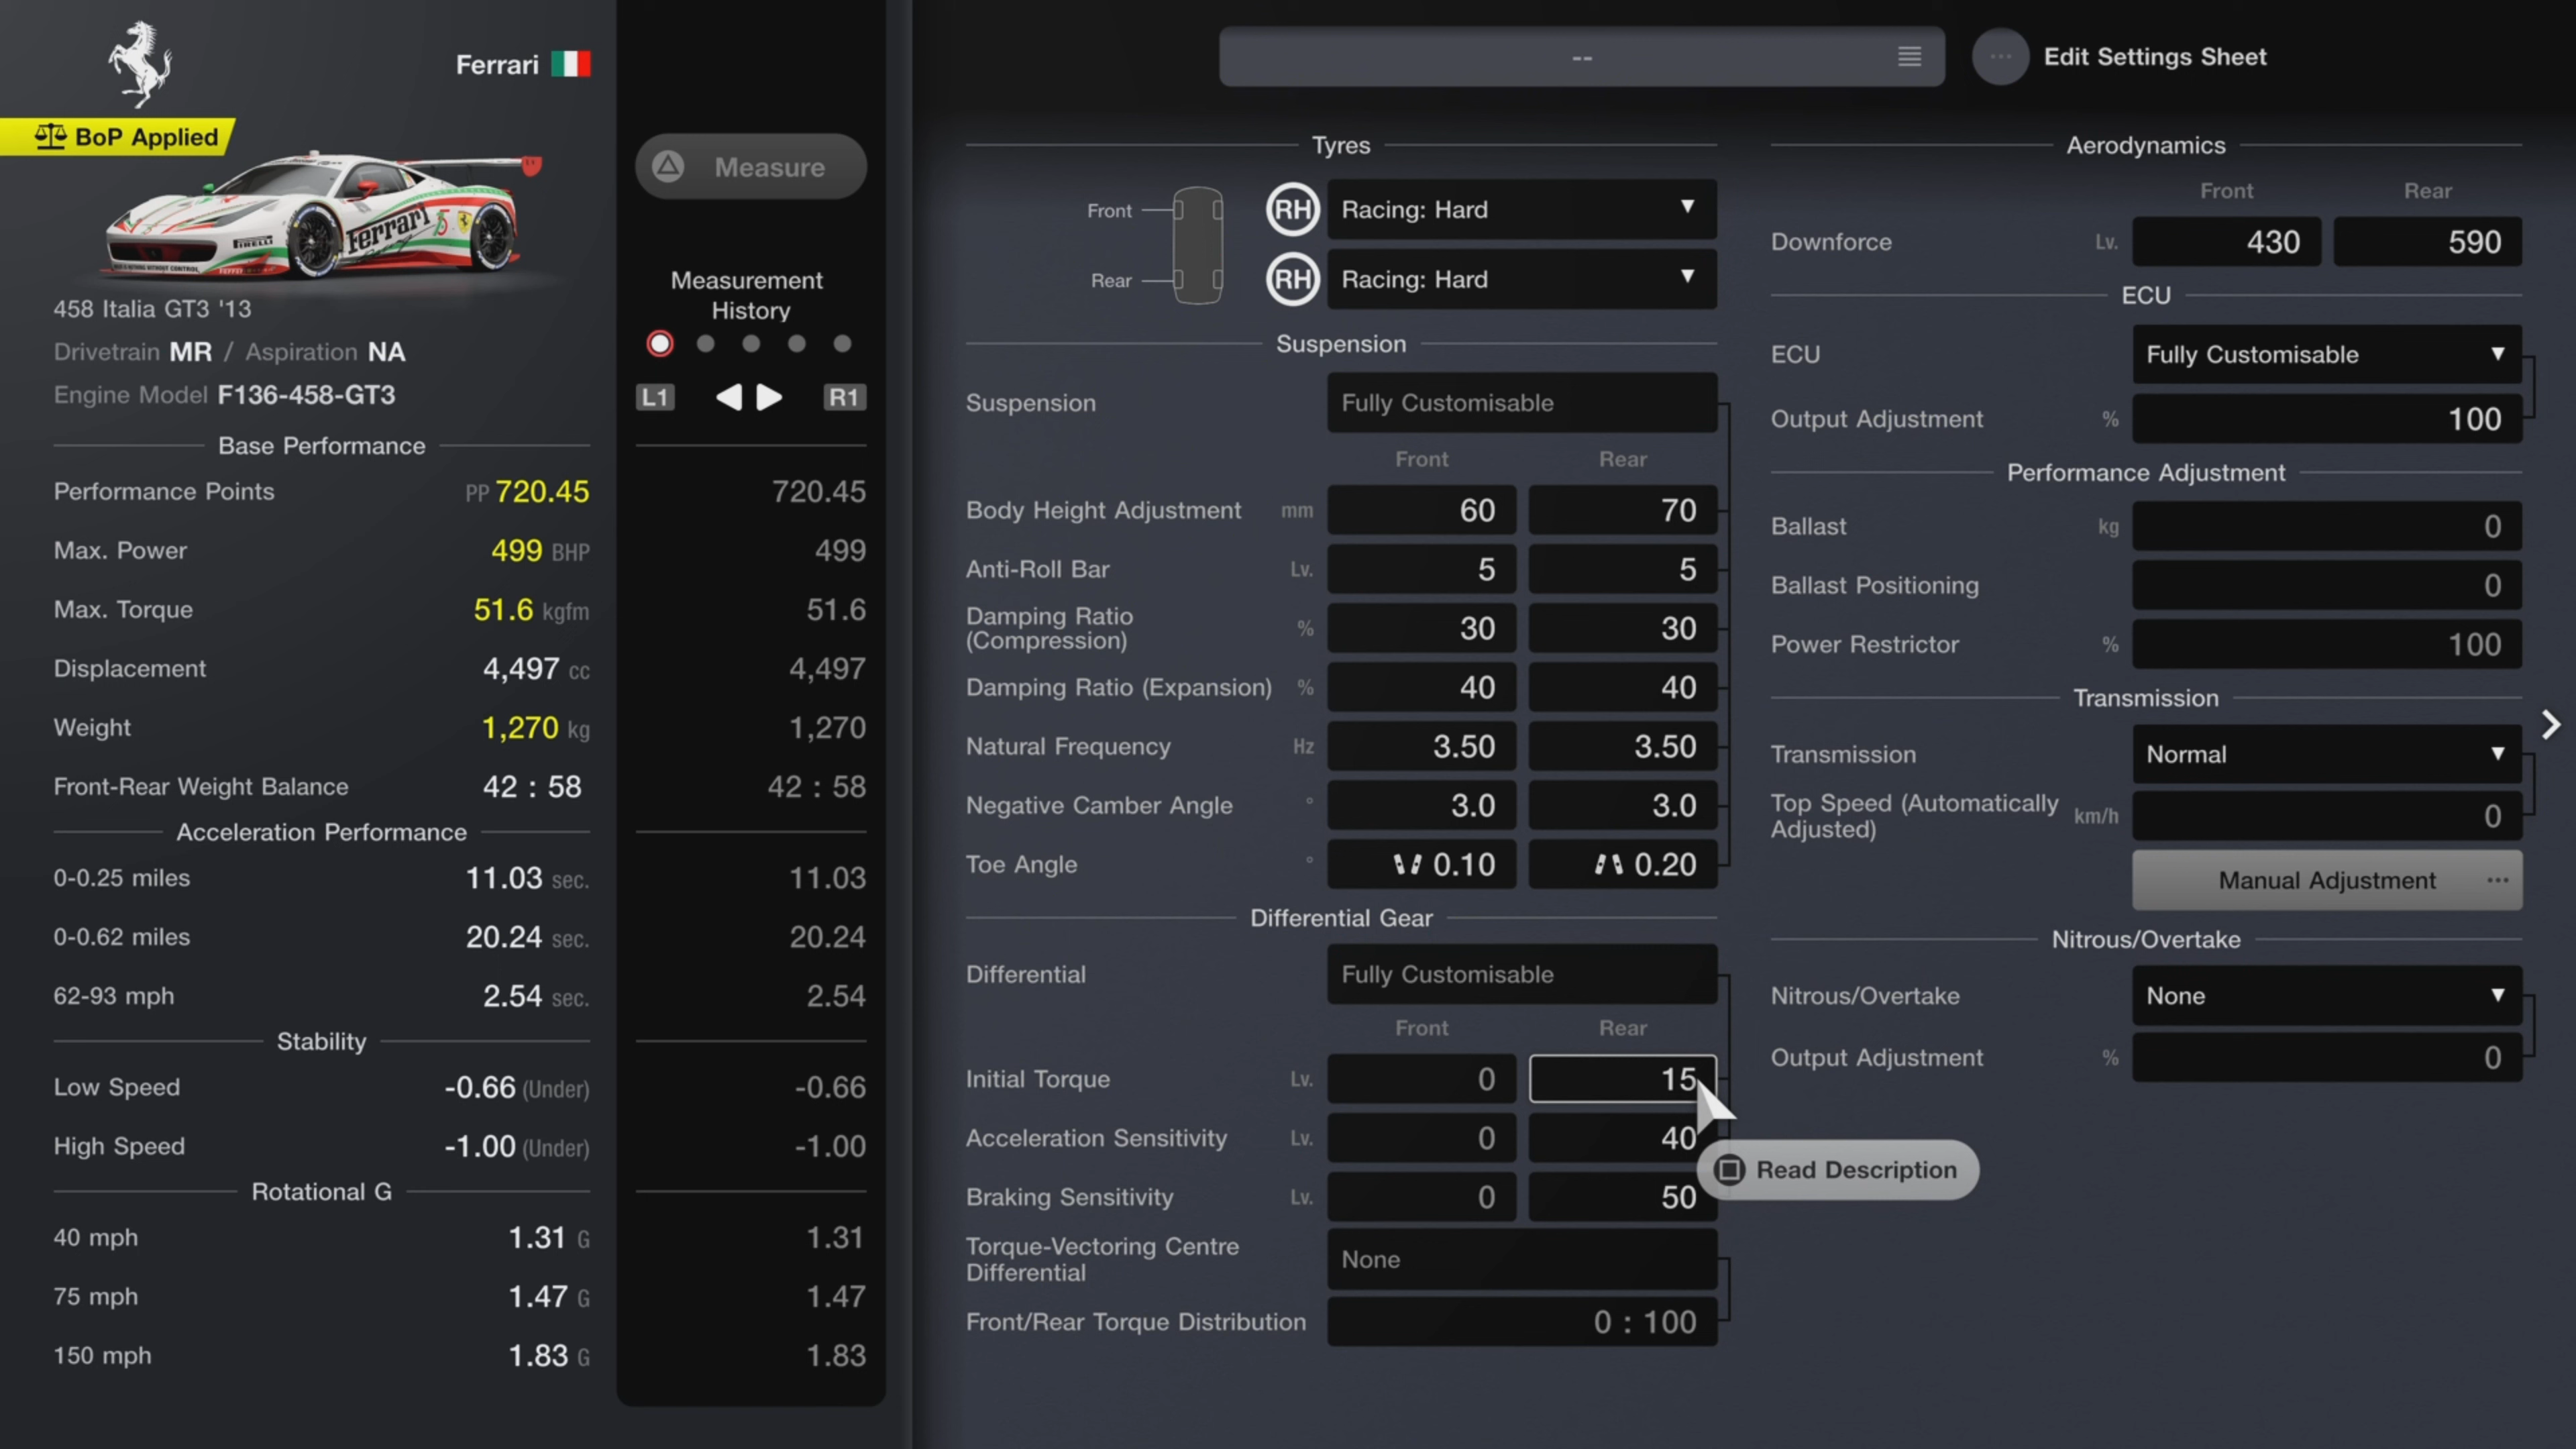 Ferrari
BoP Applied
Ferrari
PIRELLI
458 Italia GT3 '13
Drivetrain MR / Aspiration NA
Engine Model F136-458-GT3
Base Performance
Performance Points PP 720.45
Max. Power 499 BHP
Max. Torque 51.6 kgfm
Displacement 4,497 cc
Weight 1,270 kg
Front-Rear Weight Balance 42 : 58
Acceleration Performance
0-0.25 miles 11.03 sec.
0-0.62 miles 20.24 sec.
62-93 mph 2.54 sec.
Stability
Low Speed -0.66 (Under)
High Speed -1.00 (Under)
Rotational G
40 mph 1.31 G
75 mph 1.47 G
150 mph 1.83 G
Measure
Measurement
History
L1 R1
720.45
499
51.6
4,497
1,270
42 : 58
11.03
20.24
2.54
-0.66
-1.00
1.31
1.47
1.83
-- Edit Settings Sheet
Tyres
Front RH Racing: Hard
Rear RH Racing: Hard
Suspension
Suspension Fully Customisable
Front Rear
Body Height Adjustment mm 60 70
Anti-Roll Bar Lv. 5 5
Damping Ratio
(Compression) % 30 30
Damping Ratio (Expansion) % 40 40
Natural Frequency Hz 3.50 3.50
Negative Camber Angle ° 3.0 3.0
Toe Angle ° 0.10 0.20
Differential Gear
Differential Fully Customisable
Front Rear
Initial Torque Lv. 0 15
Acceleration Sensitivity Lv. 0 40
Braking Sensitivity Lv. 0 50
Torque-Vectoring Centre
Differential None
Front/Rear Torque Distribution 0 : 100
Read Description
Aerodynamics
Front Rear
Downforce Lv. 430 590
ECU
ECU Fully Customisable
Output Adjustment % 100
Performance Adjustment
Ballast kg 0
Ballast Positioning 0
Power Restrictor % 100
Transmission
Transmission Normal
Top Speed (Automatically
Adjusted) km/h 0
Manual Adjustment ...
Nitrous/Overtake
Nitrous/Overtake None
Output Adjustment % 0